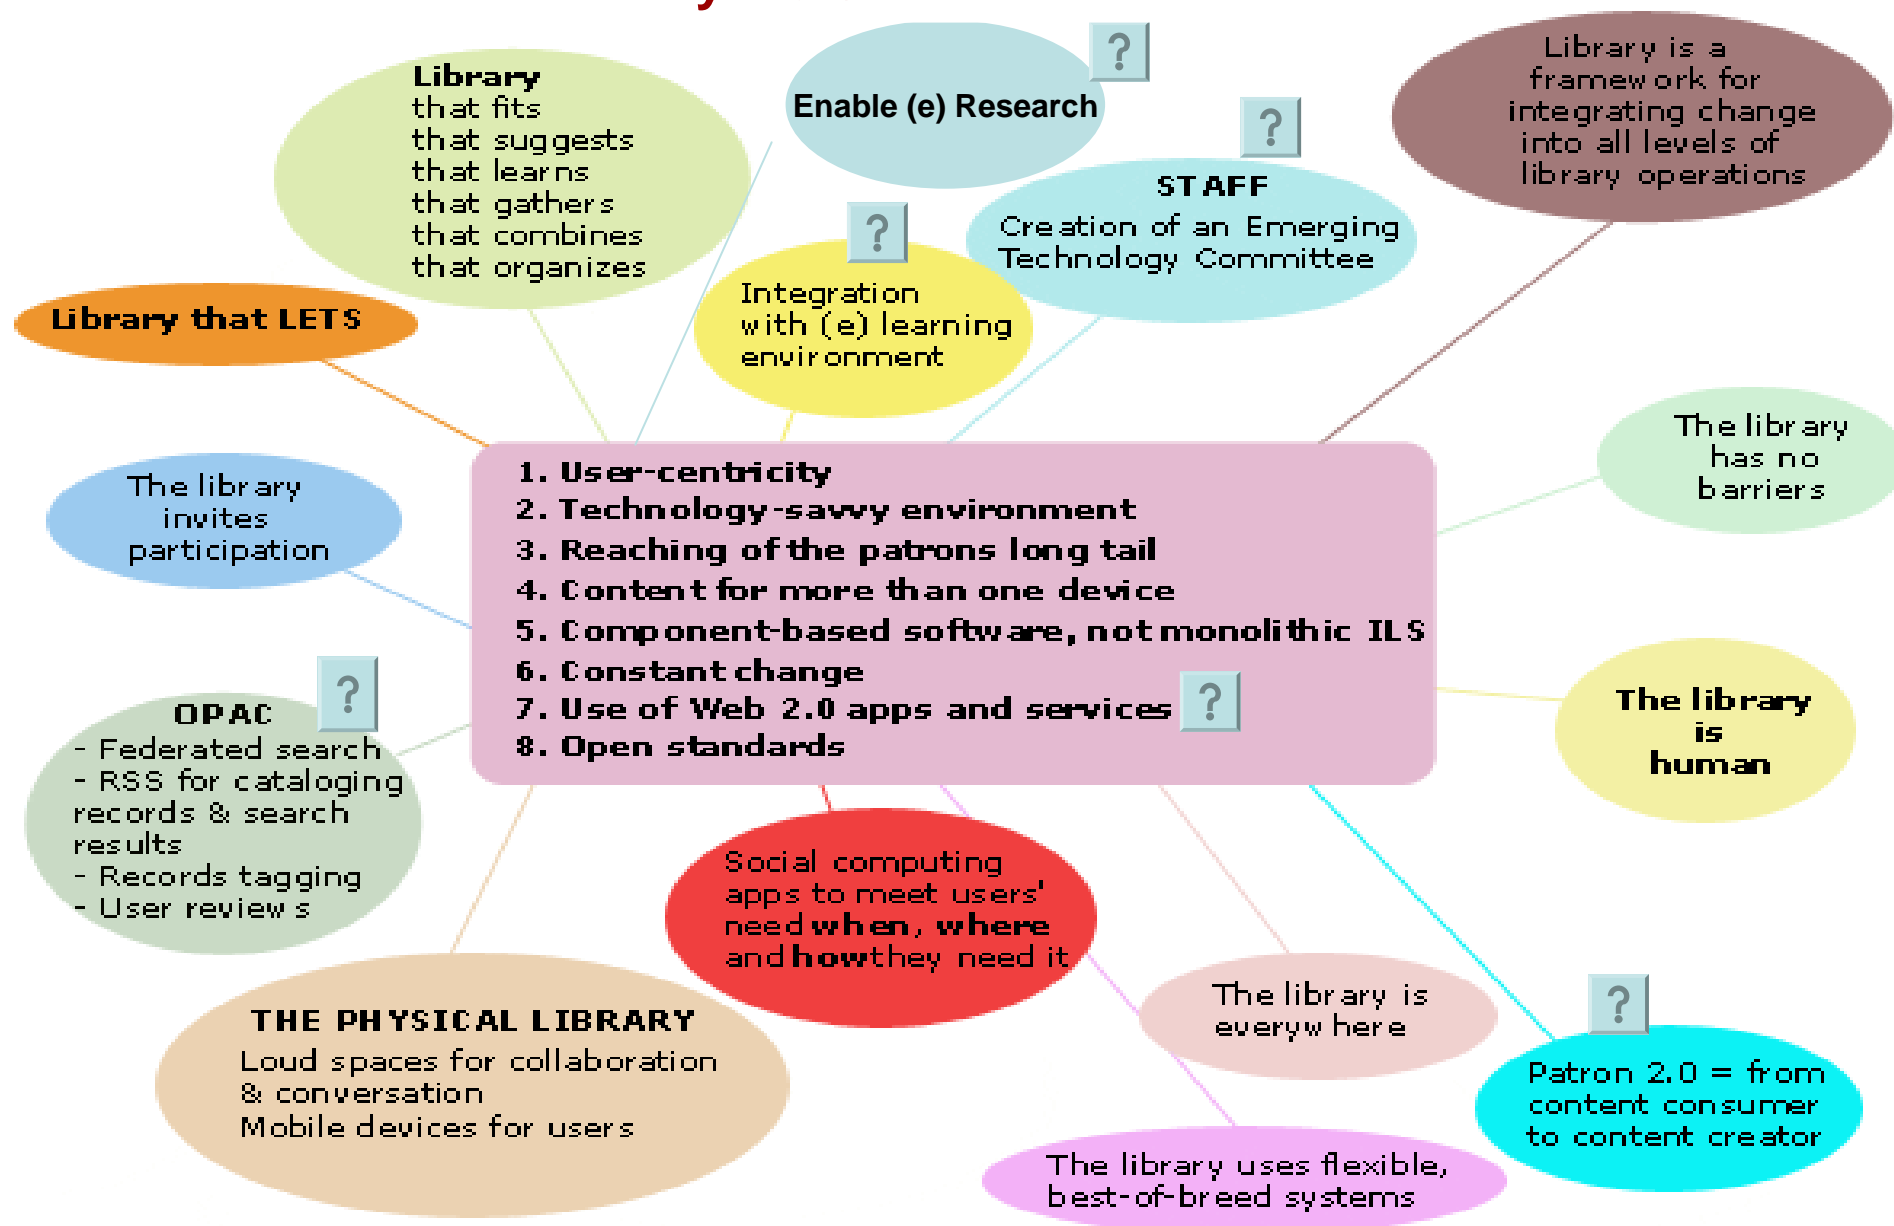 Library
that fits
that suggests
that learns
that gathers
that combines
that organizes
?
Enable (e) Research
Library is a
framework for
integrating change
into all levels of
library operations
?
STAFF
Creation of an Emerging
Technology Committee
?
Integration
with (e) learning
environment
Library that LETS
The library
invites
participation
1. User-centricity
2. Technology-savvy environment
3. Reaching of the patrons long tail
4. Content for more than one device
5. Component-based software, not monolithic ILS
6. Constant change
7. Use of Web 2.0 apps and services ?
8. Open standards
The library
has no
barriers
The library
is
human
?
OPAC
- Federated search
- RSS for cataloging
records & search
results
- Records tagging
- User reviews
Social computing
apps to meet users'
need when, where
and how they need it
THE PHYSICAL LIBRARY
Loud spaces for collaboration
& conversation
Mobile devices for users
The library is
everywhere
?
Patron 2.0 = from
content consumer
to content creator
The library uses flexible,
best-of-breed systems